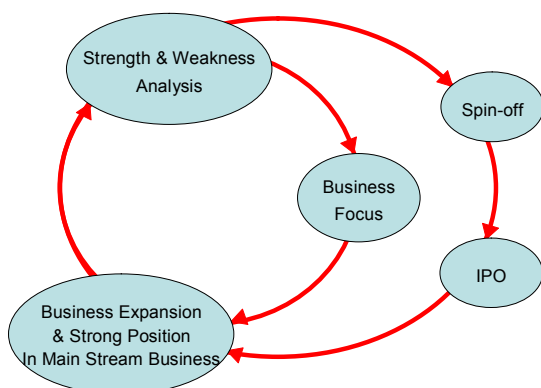 Strength & Weakness
Analysis
Spin-off
Business
Focus
IPO
Business Expansion
& Strong Position
In Main Stream Business